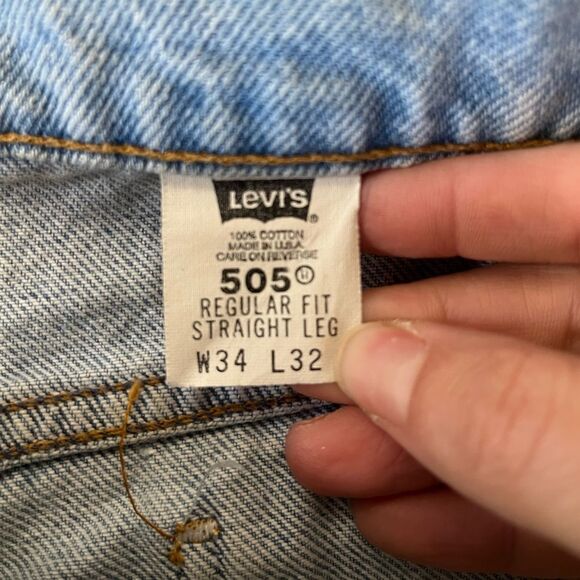 Levi's ®
100% COTTON
MADE IN U.S.A.
CARE ON REVERSE
505
REGULAR FIT
STRAIGHT LEG
W34 L32